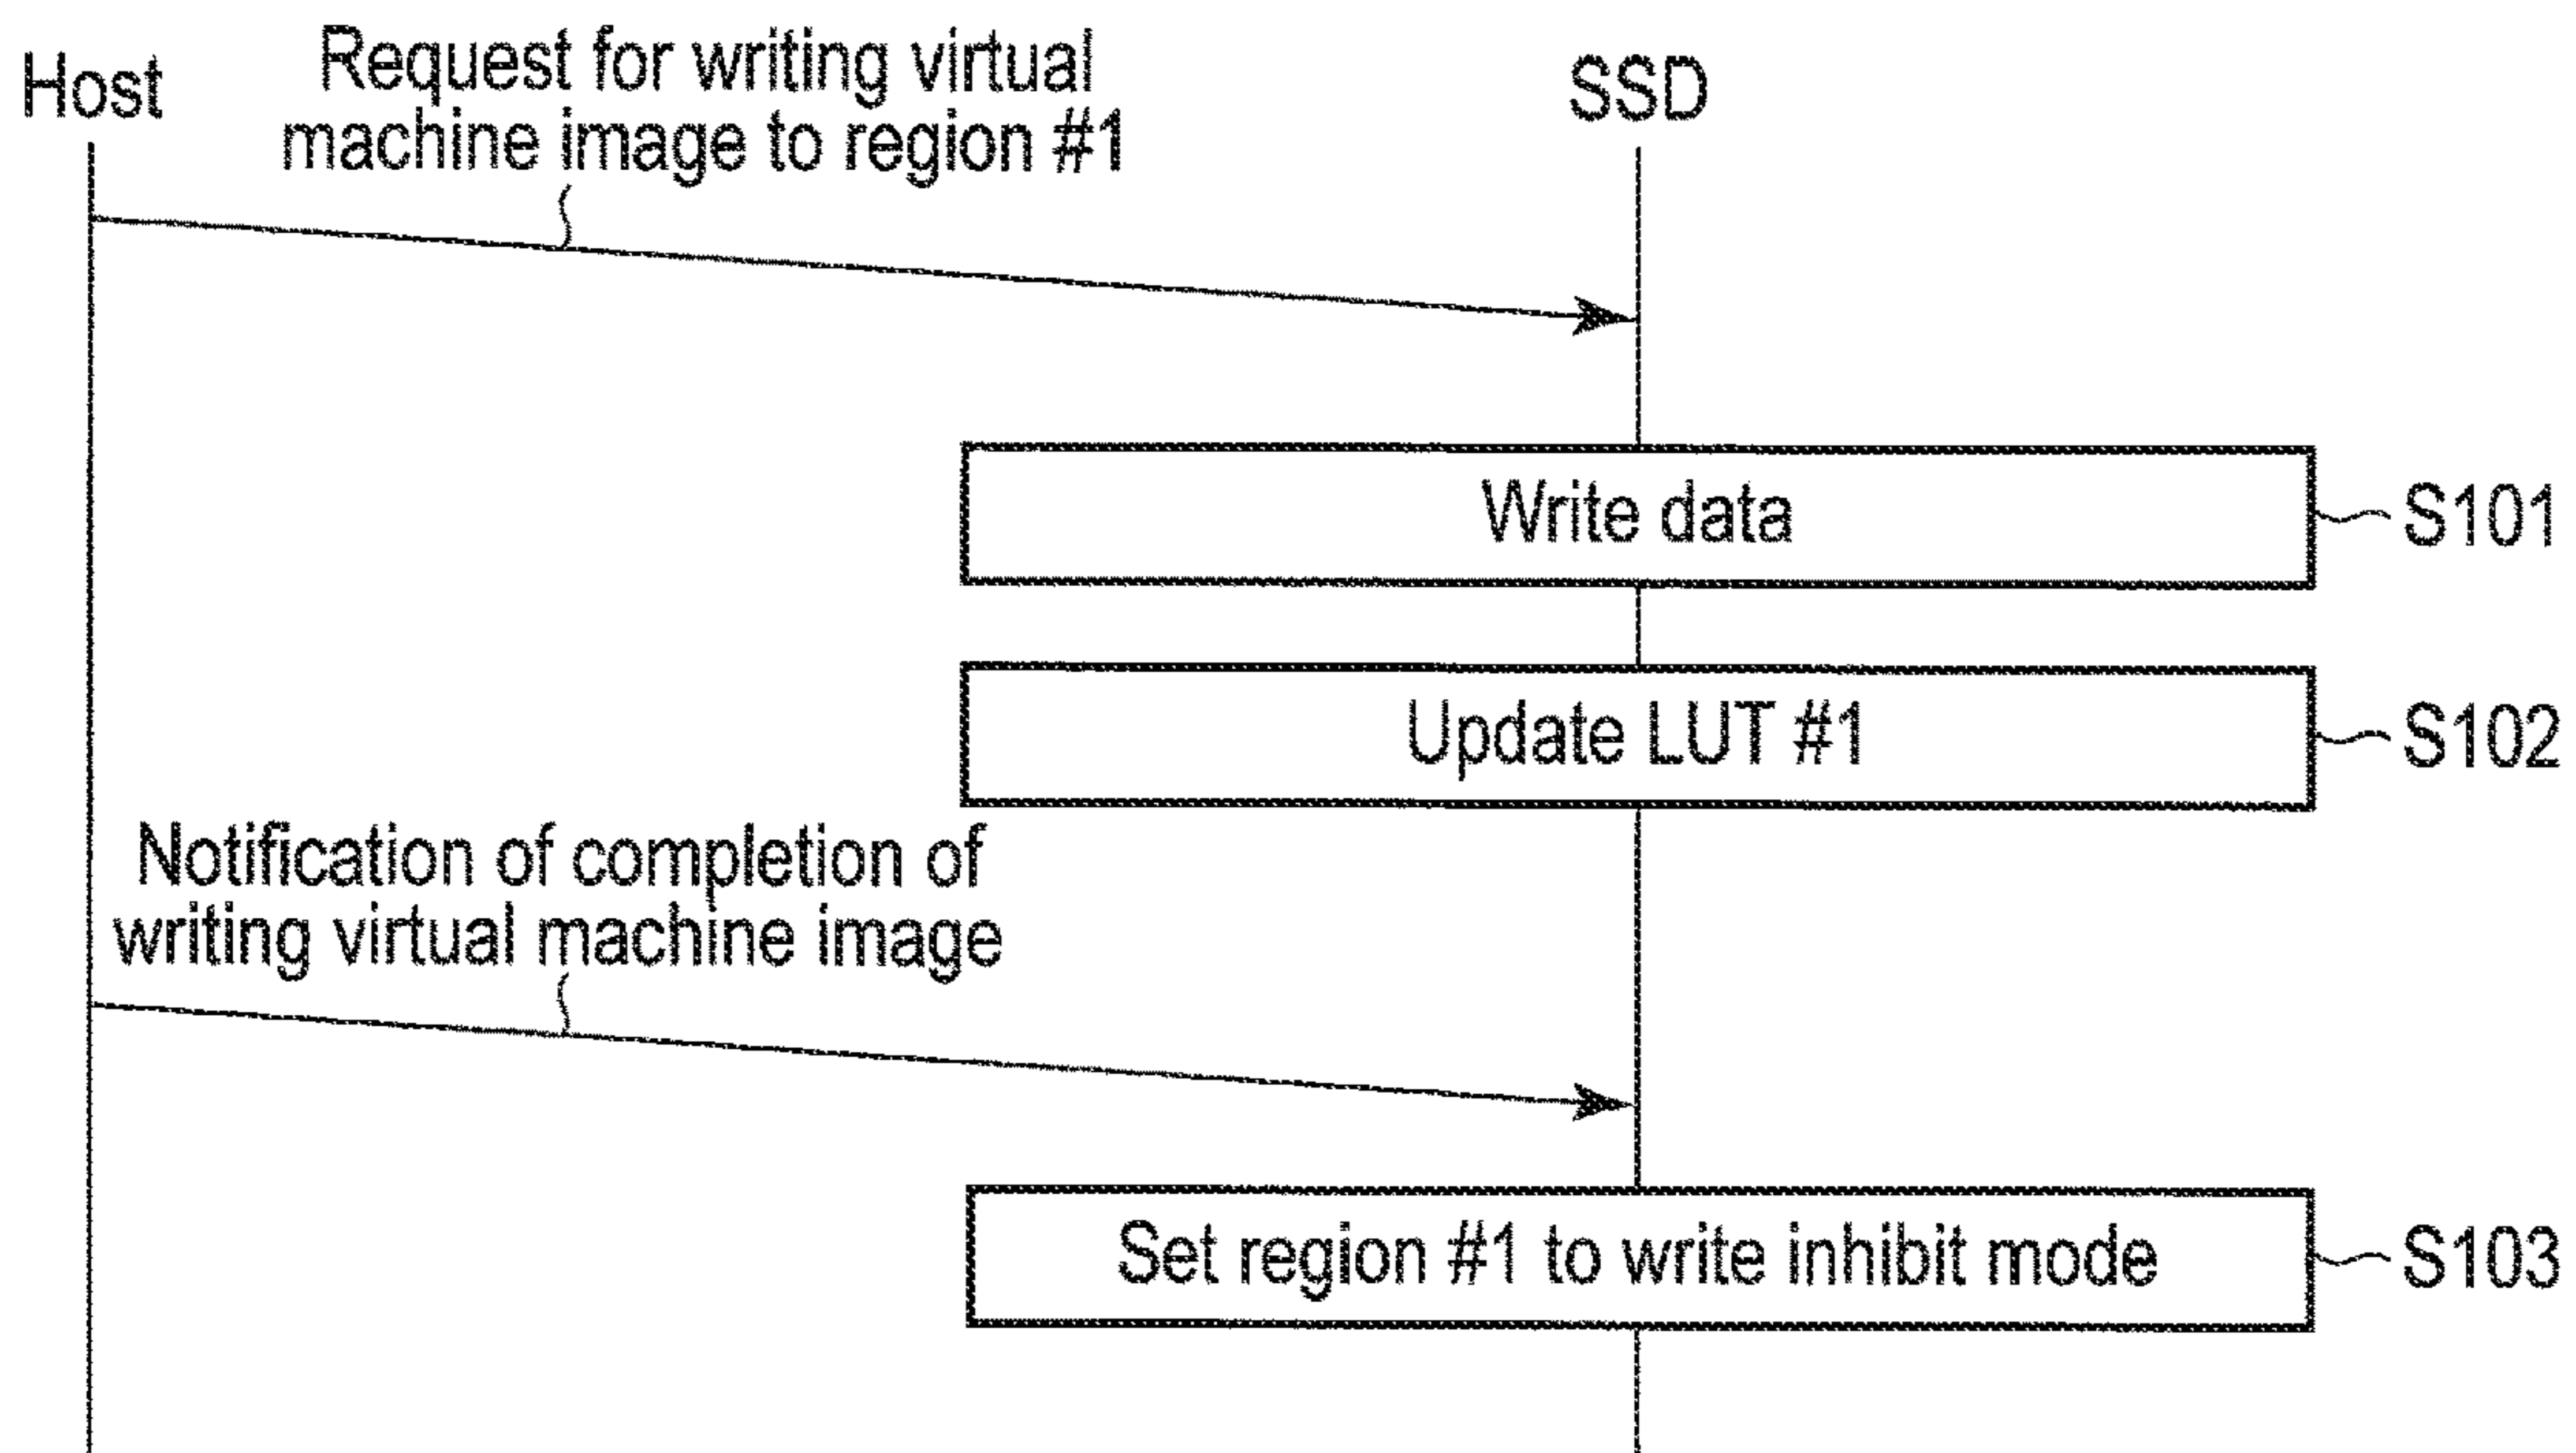 Host
Request for writing virtual
machine image to region #1
SSD
Write data
S101
Update LUT #1
S102
Notification of completion of
writing virtual machine image
Set region #1 to write inhibit mode
S103